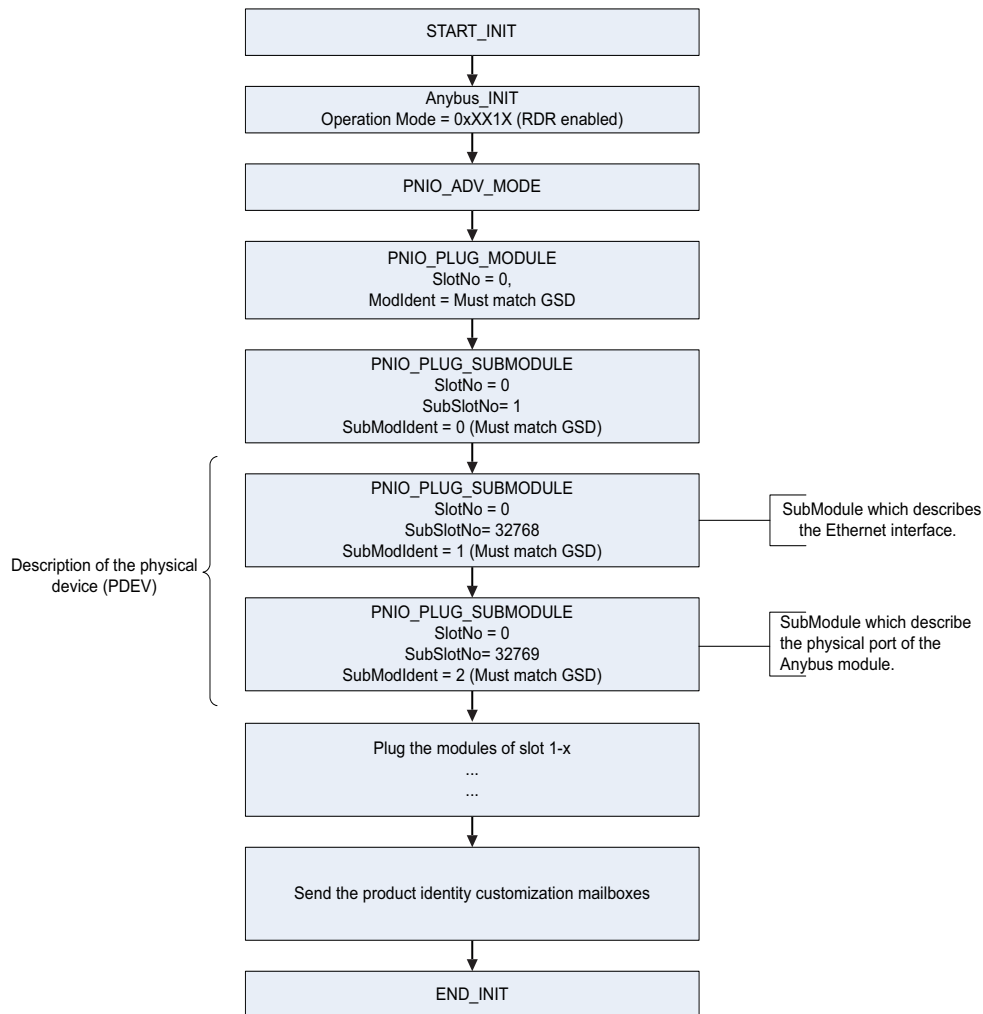 START_INIT
Anybus_INIT
Operation Mode = 0xXX1X (RDR enabled)
PNIO_ADV_MODE
PNIO_PLUG_MODULE
SlotNo = 0,
ModIdent = Must match GSD
PNIO_PLUG_SUBMODULE
SlotNo = 0
SubSlotNo= 1
SubModIdent = 0 (Must match GSD)
Description of the physical
device (PDEV)
PNIO_PLUG_SUBMODULE
SlotNo = 0
SubSlotNo= 32768
SubModIdent = 1 (Must match GSD)
SubModule which describes
the Ethernet interface.
PNIO_PLUG_SUBMODULE
SlotNo = 0
SubSlotNo= 32769
SubModIdent = 2 (Must match GSD)
SubModule which describe
the physical port of the
Anybus module.
Plug the modules of slot 1-x
...
...
Send the product identity customization mailboxes
END_INIT